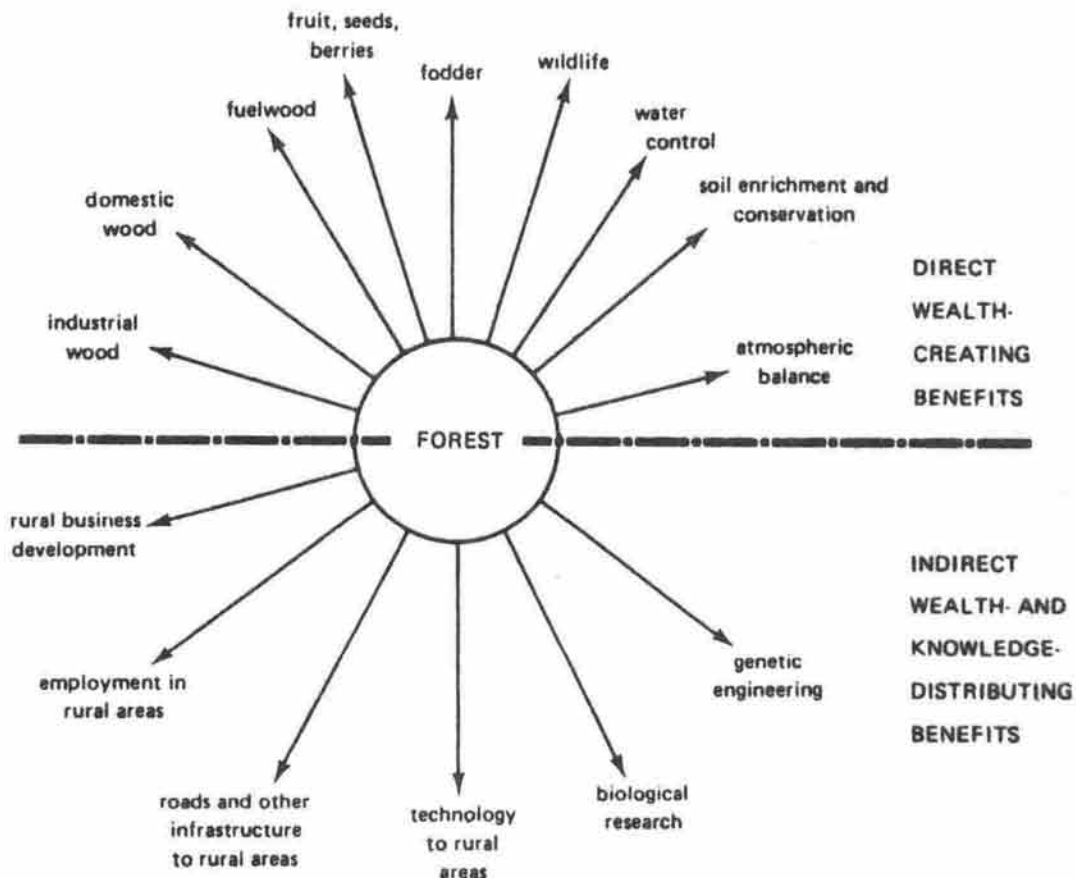 fruit, seeds,
berries
fodder
wildlife
fuelwood
water
control
domestic
wood
soil enrichment and
conservation
industrial
wood
atmospheric
balance
DIRECT
WEALTH-
CREATING
BENEFITS
FOREST
rural business
development
employment in
rural areas
roads and other
infrastructure
to rural areas
technology
to rural
areas
biological
research
genetic
engineering
INDIRECT
WEALTH- AND
KNOWLEDGE-
DISTRIBUTING
BENEFITS